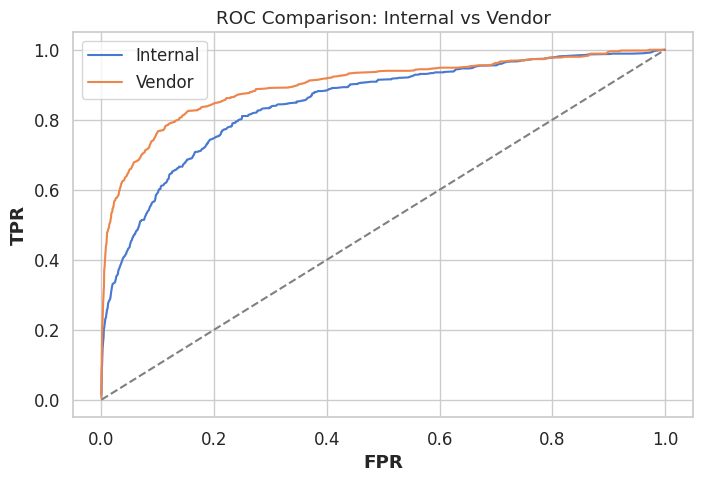 ROC Comparison: Internal vs Vendor
Internal
Vendor
TPR
1.0
0.8
0.6
0.4
0.2
0.0
0.0 0.2 0.4 0.6 0.8 1.0
FPR